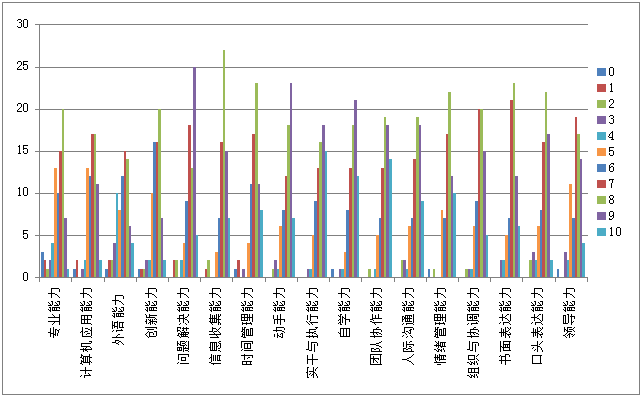 30
25
20
15
10
5
0
0
1
2
3
4
5
6
7
8
9
10
专业能力
计算机应用能力
外语能力
创新能力
问题解决能力
信息收集能力
时间管理能力
动手能力
实干与执行能力
自学能力
团队协作能力
人际沟通能力
情绪管理能力
组织与协调能力
书面表达能力
口头表达能力
领导能力